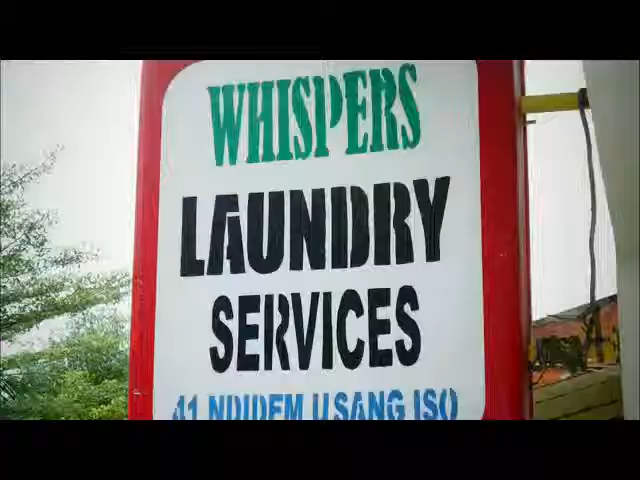 WHISPERS
LAUNDRY
SERVICES
41 NDIDEM USANG ISO